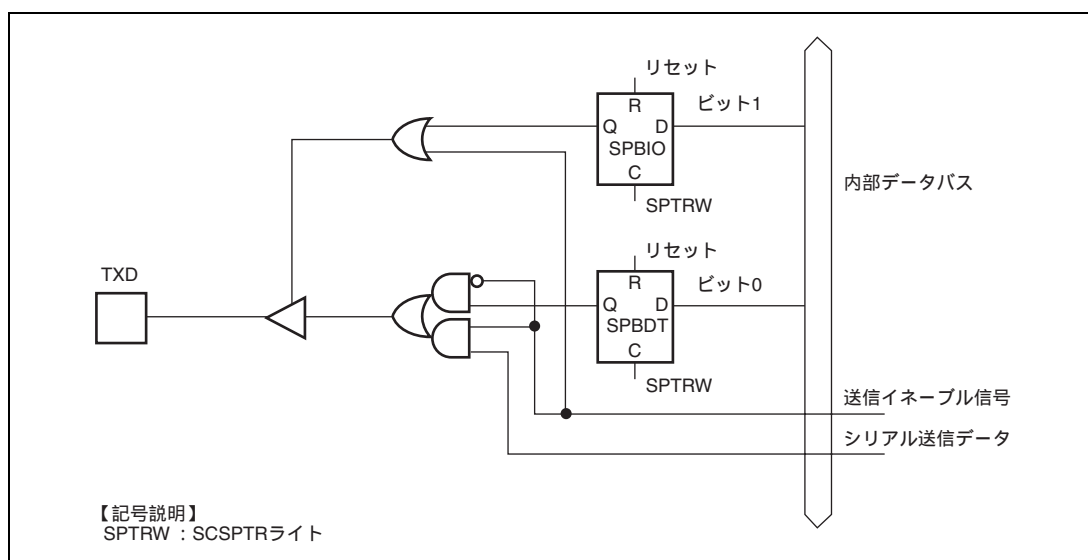 リセット
R
ビット1
Q
D
SPBIO
C
SPTRW
内部データバス
リセット
R
ビット0
Q
D
SPBDT
C
SPTRW
TXD
送信イネーブル信号
シリアル送信データ
【記号説明】
SPTRW : SCSPTRライト